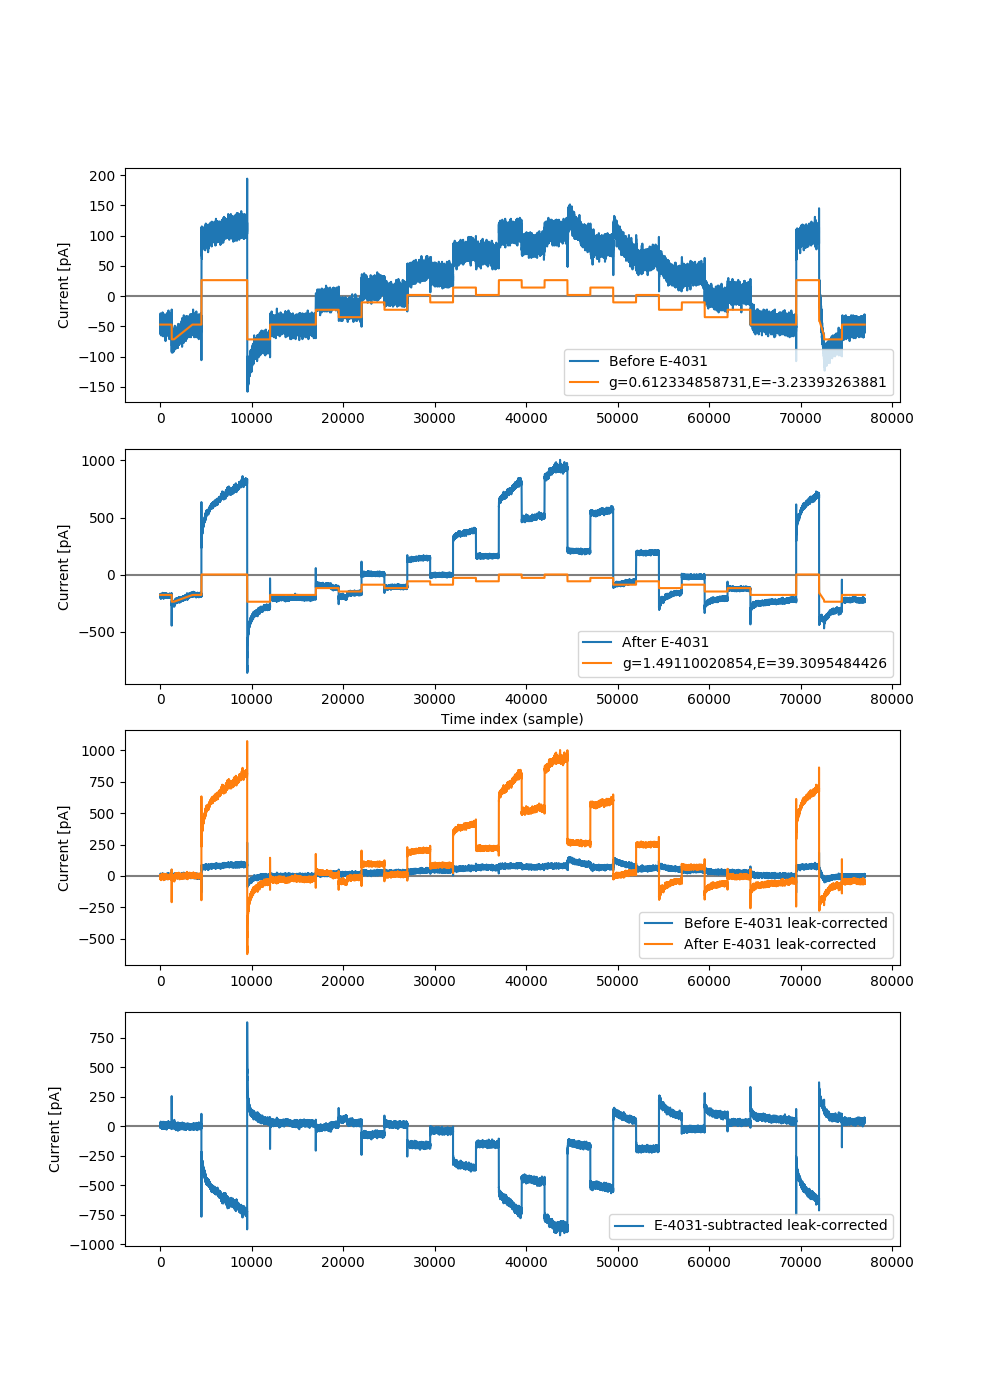 200
150
100
50
0
−50
−100
−150
Current [pA]
Before E-4031
g=0.612334858731,E=-3.23393263881
0 10000 20000 30000 40000 50000 60000 70000 80000
1000
500
0
−500
Current [pA]
After E-4031
g=1.49110020854,E=39.3095484426
0 10000 20000 30000 40000 50000 60000 70000 80000
Time index (sample)
1000
750
500
250
0
−250
−500
Current [pA]
Before E-4031 leak-corrected
After E-4031 leak-corrected
0 10000 20000 30000 40000 50000 60000 70000 80000
750
500
250
0
−250
−500
−750
−1000
Current [pA]
E-4031-subtracted leak-corrected
0 10000 20000 30000 40000 50000 60000 70000 80000